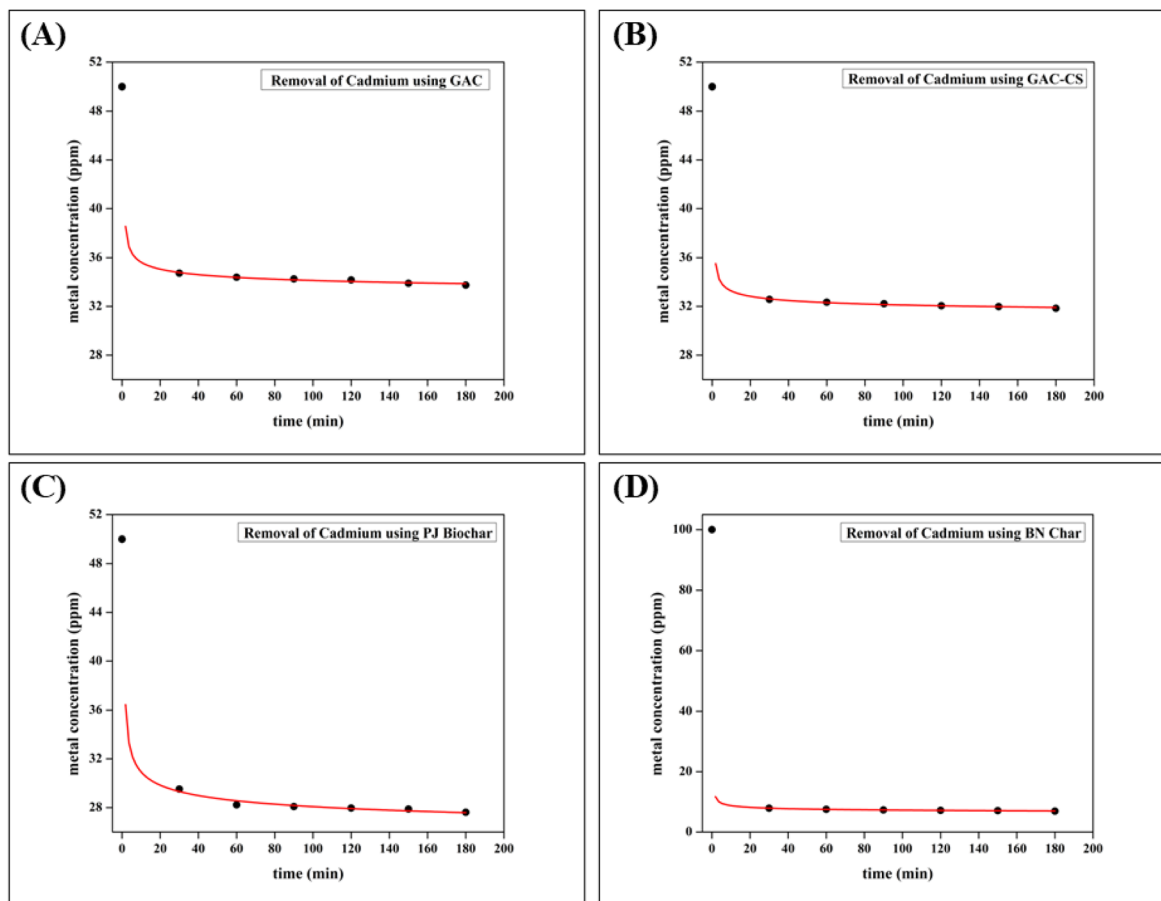 (A)
Removal of Cadmium using GAC
52
48
44
40
36
32
28
metal concentration (ppm)
0 20 40 60 80 100 120 140 160 180 200
time (min)
(B)
Removal of Cadmium using GAC-CS
52
48
44
40
36
32
28
metal concentration (ppm)
0 20 40 60 80 100 120 140 160 180 200
time (min)
(C)
Removal of Cadmium using PJ Biochar
52
48
44
40
36
32
28
metal concentration (ppm)
0 20 40 60 80 100 120 140 160 180 200
time (min)
(D)
Removal of Cadmium using BN Char
100
80
60
40
20
0
metal concentration (ppm)
0 20 40 60 80 100 120 140 160 180 200
time (min)